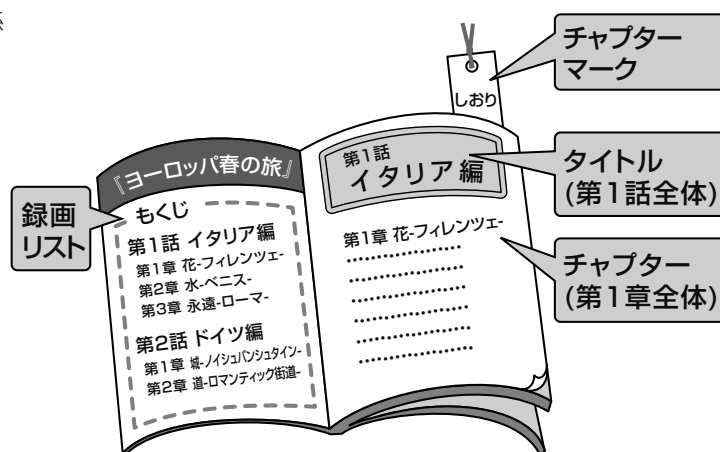 チャプター
マーク
しおり
『ヨーロッパ春の旅』
もくじ
第1話 イタリア編
第1章 花-フィレンツェ-
第2章 水-ベニス-
第3章 永遠-ローマ-
第2話 ドイツ編
第1章 城-ノイシュバンシュタイン-
第2章 道-ロマンティック街道-
録画
リスト
第1話
イタリア編
第1章 花-フィレンツェ-
タイトル
(第1話全体)
チャプター
(第1章全体)